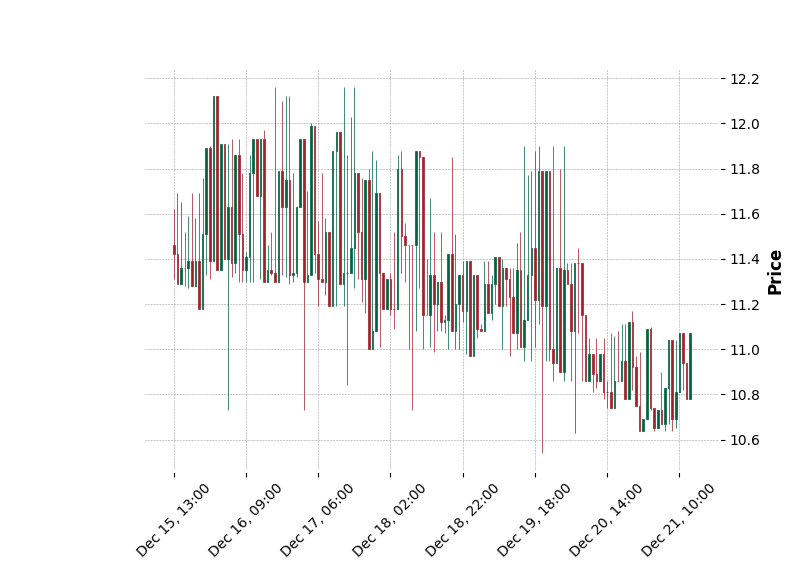 12.2
12.0
11.8
11.6
11.4
11.2
11.0
10.8
10.6
Price
Dec 15, 13:00
Dec 16, 09:00
Dec 17, 06:00
Dec 18, 02:00
Dec 18, 22:00
Dec 19, 18:00
Dec 20, 14:00
Dec 21, 10:00